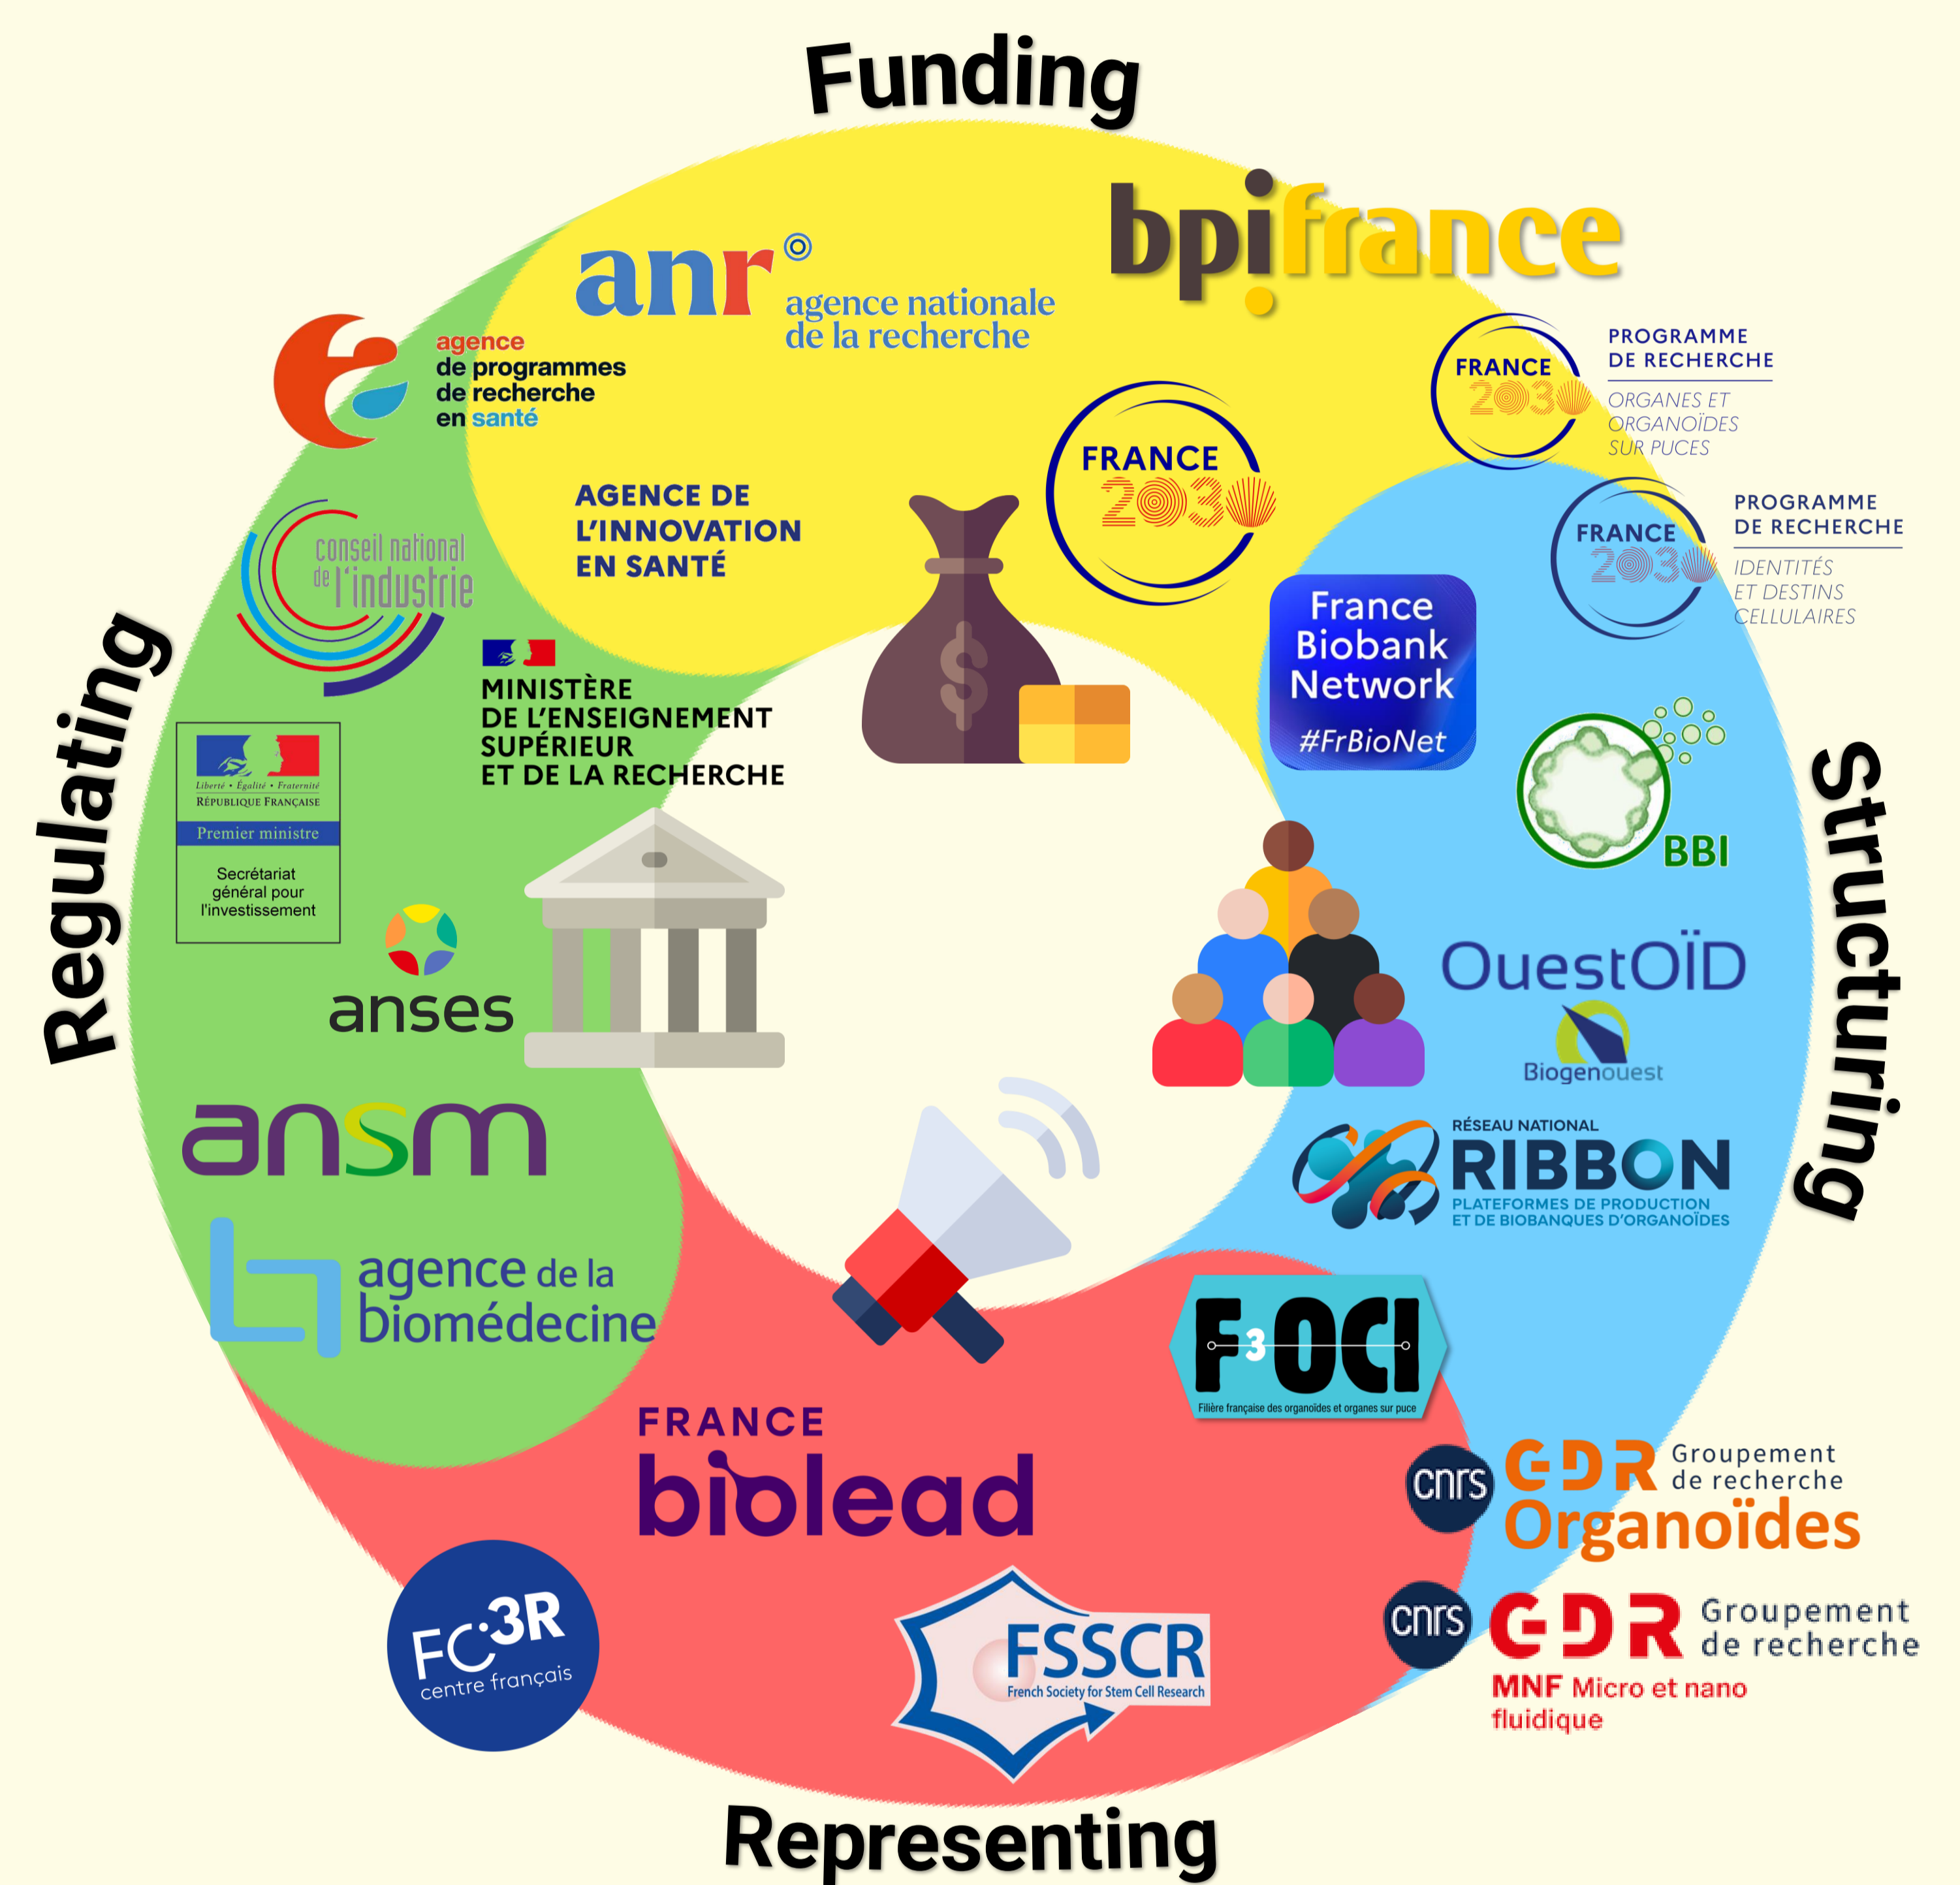 Funding
bpifrance
anr
agence nationale
de la recherche
agence
de programmes
de recherche
en santé
FRANCE
2030
PROGRAMME
DE RECHERCHE
ORGANES ET
ORGANOÏDES
SUR PUCES
FRANCE
2030
AGENCE DE
L'INNOVATION
EN SANTÉ
FRANCE
2030
PROGRAMME
DE RECHERCHE
IDENTITÉS
ET DESTINS
CELLULAIRES
conseil national
de l'industrie
France
Biobank
Network
#FrBioNet
MINISTÈRE
DE L'ENSEIGNEMENT
SUPÉRIEUR
ET DE LA RECHERCHE
$
BBI
Regulating
Structuring
Liberté • Égalité • Fraternité
RÉPUBLIQUE FRANÇAISE
Premier ministre
Secrétariat
général pour
l'investissement
anses
OuestOÏD
Biogenouest
ansm
RÉSEAU NATIONAL
RIBBON
PLATEFORMES DE PRODUCTION
ET DE BIOBANQUES D'ORGANOÏDES
agence de la
biomédecine
F3OCI
Filière française des organoïdes et organes sur puce
FRANCE
biolead
cnrs
GDR
Groupement
de recherche
Organoïdes
FC3R
centre français
FSSCR
French Society for Stem Cell Research
cnrs
GDR
Groupement
de recherche
MNF Micro et nano
fluidique
Representing